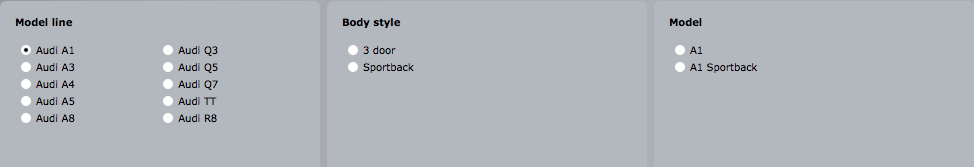 Model line
Audi A1
Audi A3
Audi A4
Audi A5
Audi A8
Audi Q3
Audi Q5
Audi Q7
Audi TT
Audi R8
Body style
3 door
Sportback
Model
A1
A1 Sportback